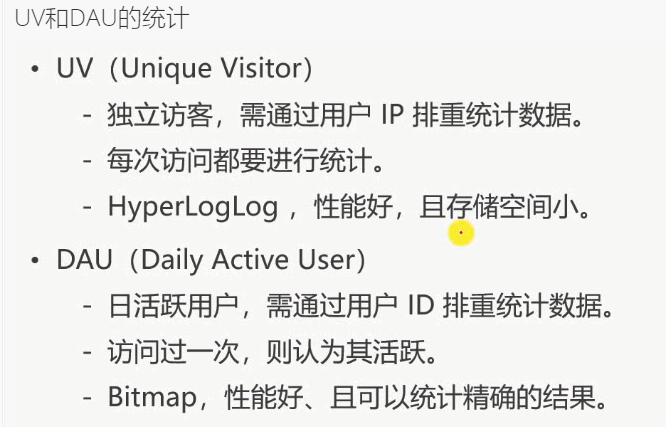 UV和DAU的统计
• UV（Unique Visitor）
- 独立访客，需通过用户 IP 排重统计数据。
- 每次访问都要进行统计。
- HyperLogLog ，性能好，且存储空间小。
• DAU（Daily Active User）
- 日活跃用户，需通过用户 ID 排重统计数据。
- 访问过一次，则认为其活跃。
- Bitmap，性能好、且可以统计精确的结果。